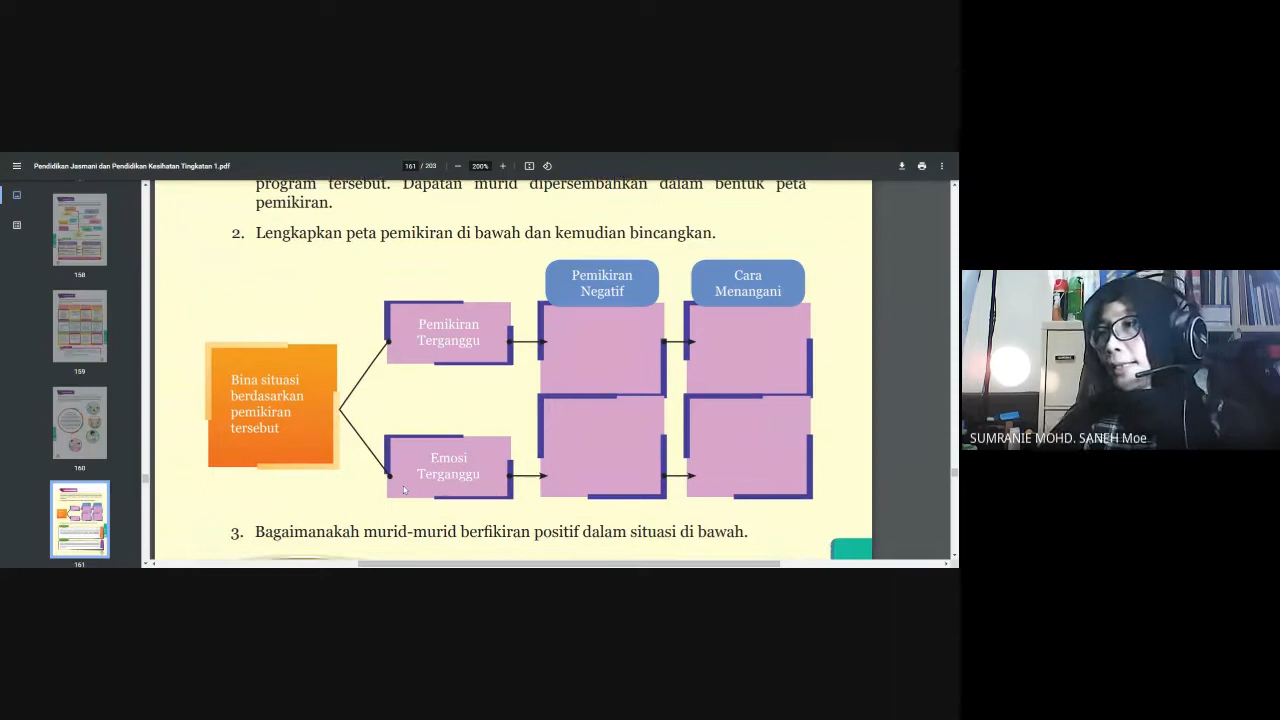 Pendidikan Jasmani dan Pendidikan Kesihatan Tingkatan 1.pdf
161 / 203
200%
program tersebut. Dapatan murid dipersembahkan dalam bentuk peta
pemikiran.
2. Lengkapkan peta pemikiran di bawah dan kemudian bincangkan.
Pemikiran
Negatif
Cara
Menangani
Pemikiran
Terganggu
Bina situasi
berdasarkan
pemikiran
tersebut
Emosi
Terganggu
3. Bagaimanakah murid-murid berfikiran positif dalam situasi di bawah.
158
159
160
161
SUMRANIE MOHD. SANEH Moe